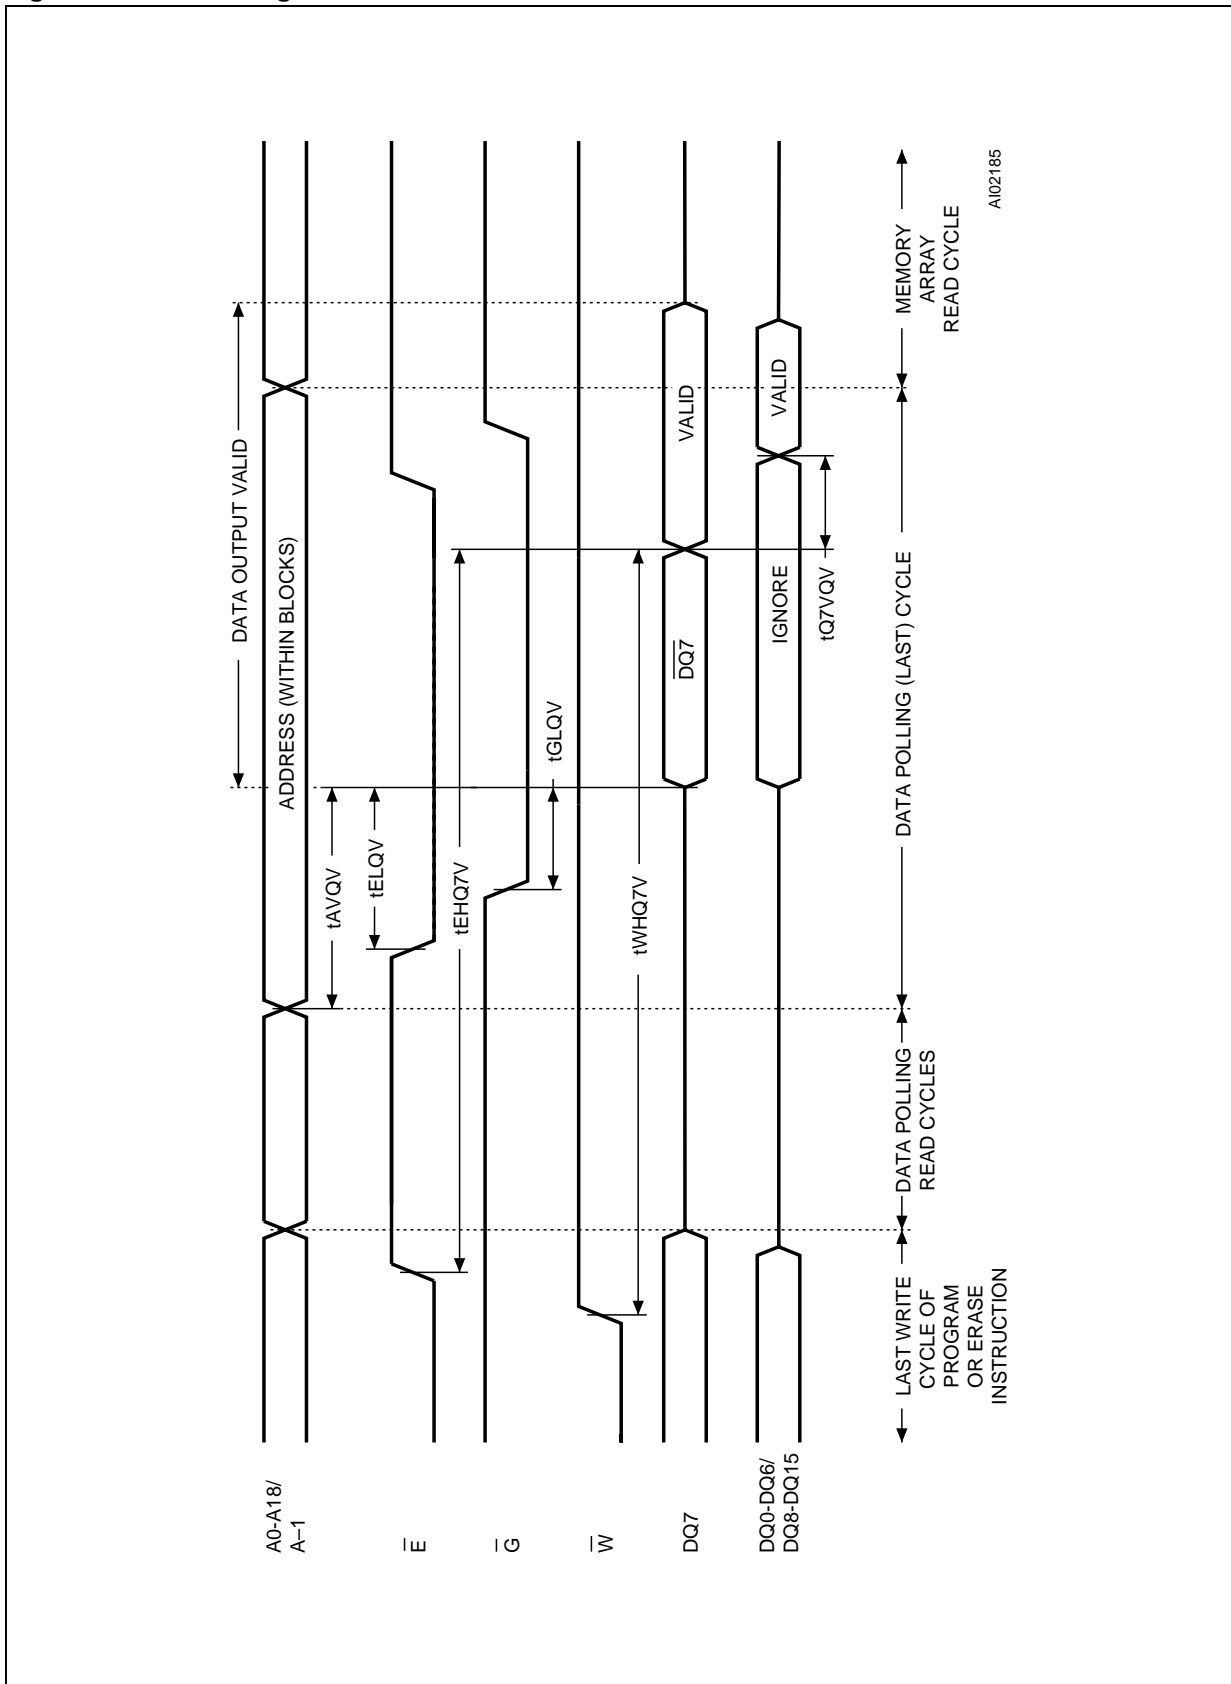 A0-A18/
A–1
E
G
W
DQ7
DQ0-DQ6/
DQ8-DQ15
DATA OUTPUT VALID
ADDRESS (WITHIN BLOCKS)
tAVQV
tELQV
tEHQ7V
tGLQV
tWHQ7V
DQ7
VALID
IGNORE
VALID
tQ7VQV
LAST WRITE
CYCLE OF
PROGRAM
OR ERASE
INSTRUCTION
DATA POLLING
READ CYCLES
DATA POLLING (LAST) CYCLE
MEMORY
ARRAY
READ CYCLE
AI02185